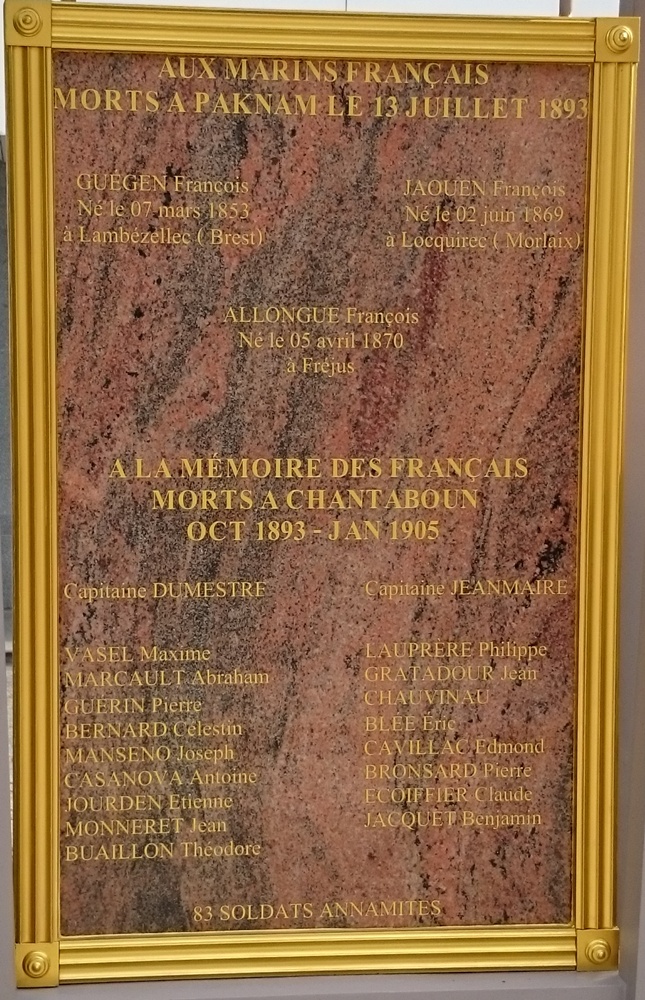 AUX MARINS FRANÇAIS
MORTS A PAKNAM LE 13 JUILLET 1893
GUÉGEN François
Né le 07 mars 1853
à Lambézellec ( Brest)
JAOUEN François
Né le 02 juin 1869
à Locquirec ( Morlaix)
ALLONGUE François
Né le 05 avril 1870
à Fréjus
A LA MÉMOIRE DES FRANÇAIS
MORTS A CHANTABOUN
OCT 1893 - JAN 1905
Capitaine DUMESTRE
VASEL Maxime
MARCAULT Abraham
GUÉRIN Pierre
BERNARD Célestin
MANSENO Joseph
CASANOVA Antoine
JOURDEN Etienne
MONNERET Jean
BUAILLON Théodore
Capitaine JEANMAIRE
LAUPRÈRE Philippe
GRATADOUR Jean
CHAUVINAU
BLÉE Éric
CAVILLAC Edmond
BRONSARD Pierre
ECOIFFIER Claude
JACQUET Benjamin
83 SOLDATS ANNAMITES